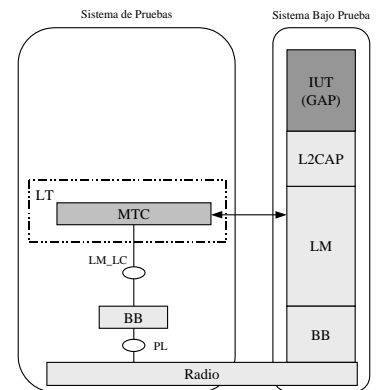 Sistema de Pruebas
Sistema Bajo Prueba
IUT
(GAP)
L2CAP
LT
MTC
LM
LM_LC
BB
BB
PL
Radio